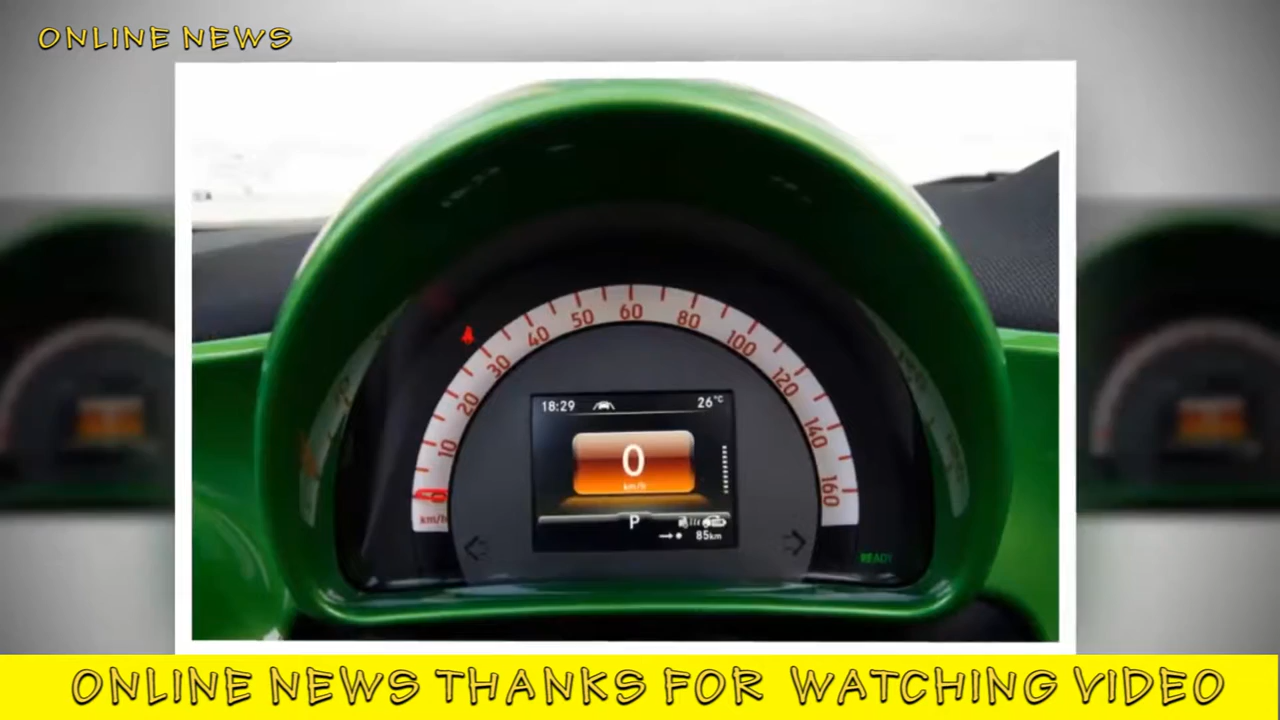 ONLINE NEWS
10 20 30 40 50 60 80 100 120 140 160
km/h
18:29 26°C
0
km/h
P
85km
READY
ONLINE NEWS THANKS FOR WATCHING VIDEO